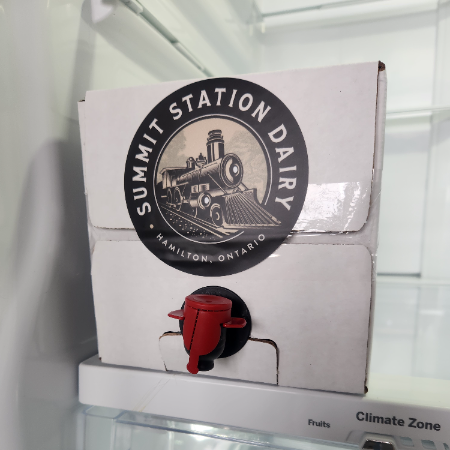 SUMMIT STATION DAIRY
• HAMILTON, ONTARIO
Fruits
Climate Zone